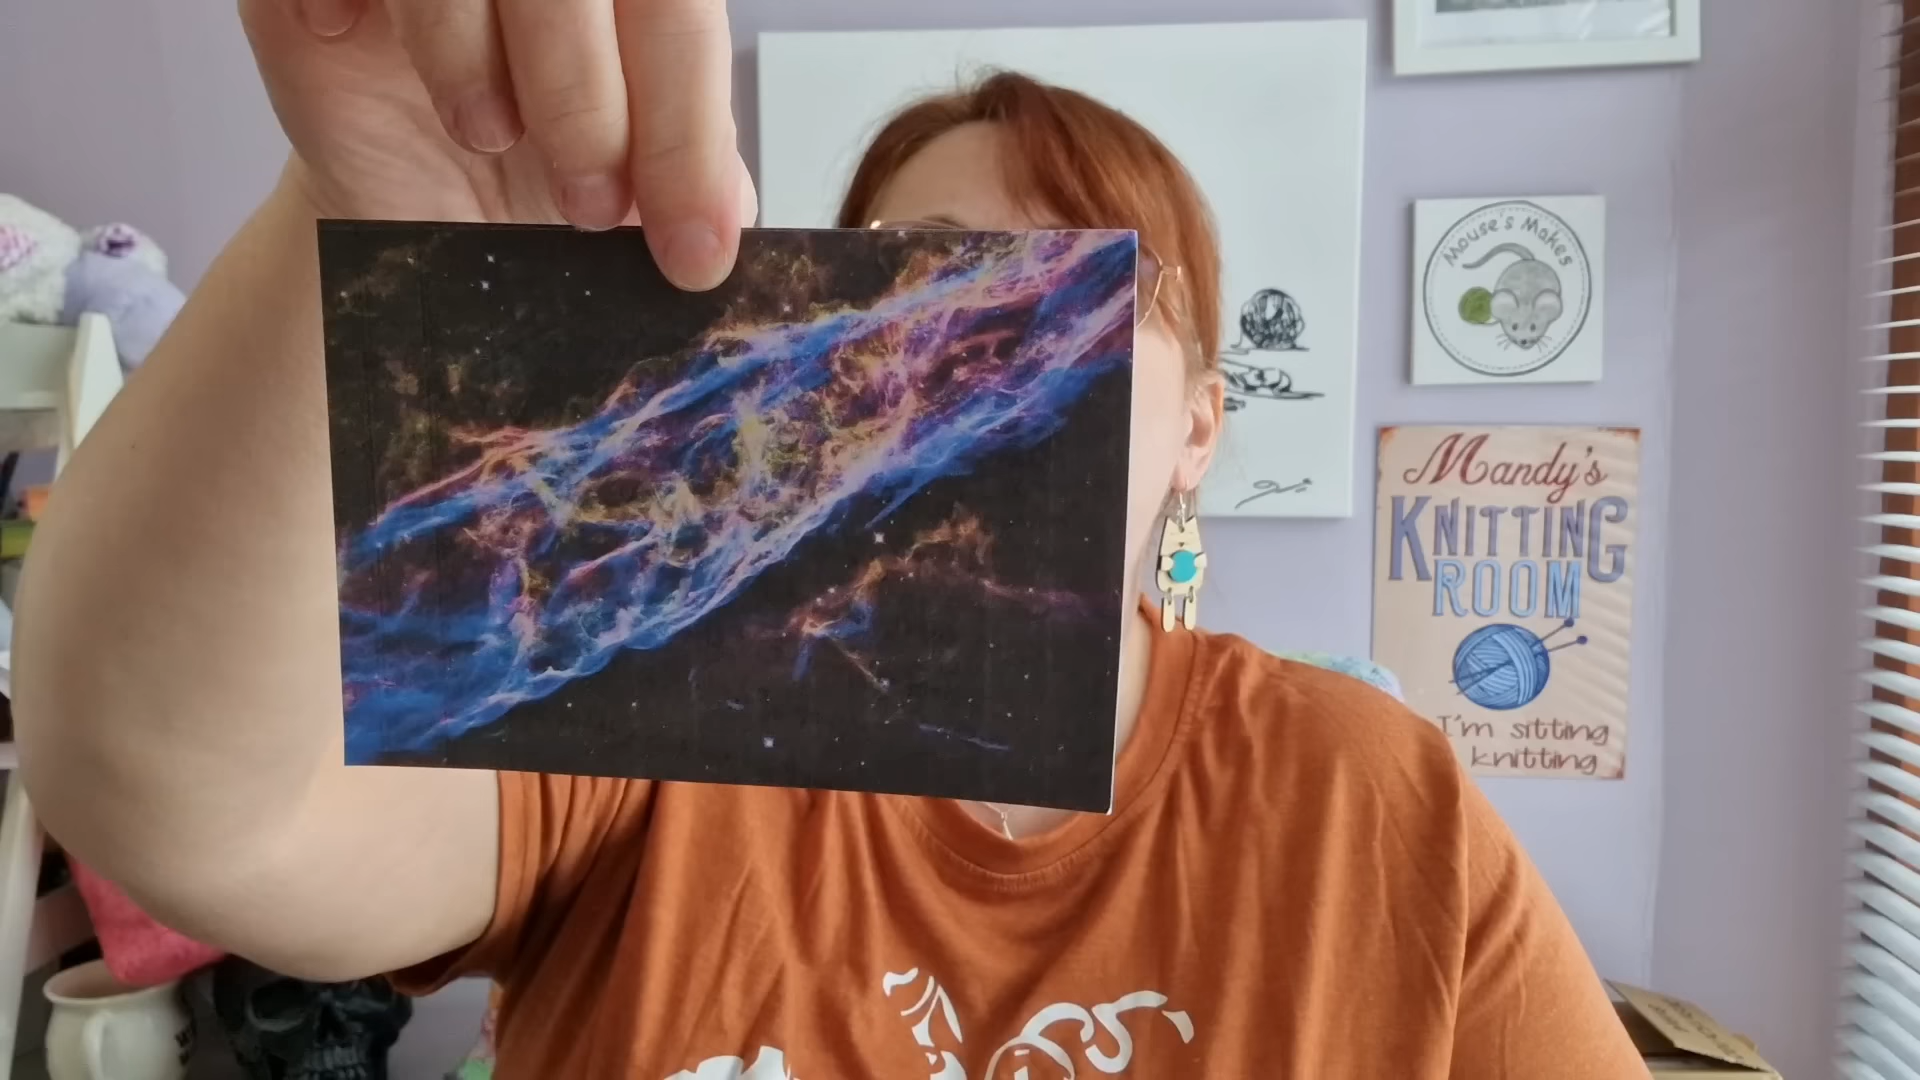 Mouse's Makes
Mandy's
KNITTING
ROOM
I'm sitting
knitting